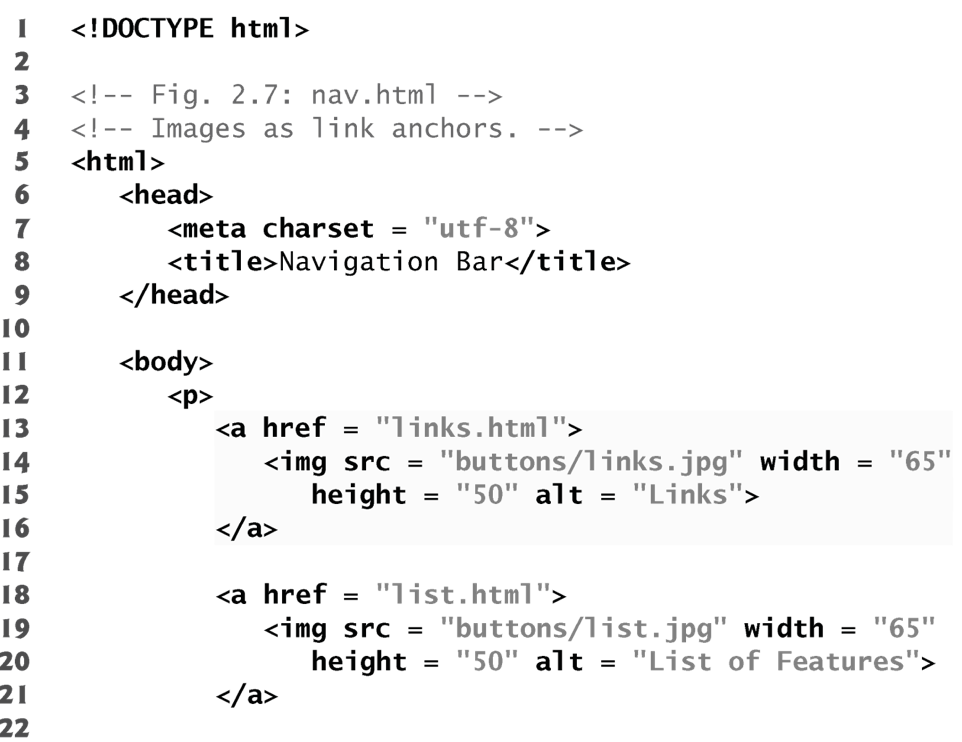 1 <!DOCTYPE html>
2
3 <!-- Fig. 2.7: nav.html -->
4 <!-- Images as link anchors. -->
5 <html>
6 <head>
7 <meta charset = "utf-8">
8 <title>Navigation Bar</title>
9 </head>
10
11 <body>
12 <p>
13 <a href = "links.html">
14 <img src = "buttons/links.jpg" width = "65"
15 height = "50" alt = "Links">
16 </a>
17
18 <a href = "list.html">
19 <img src = "buttons/list.jpg" width = "65"
20 height = "50" alt = "List of Features">
21 </a>
22